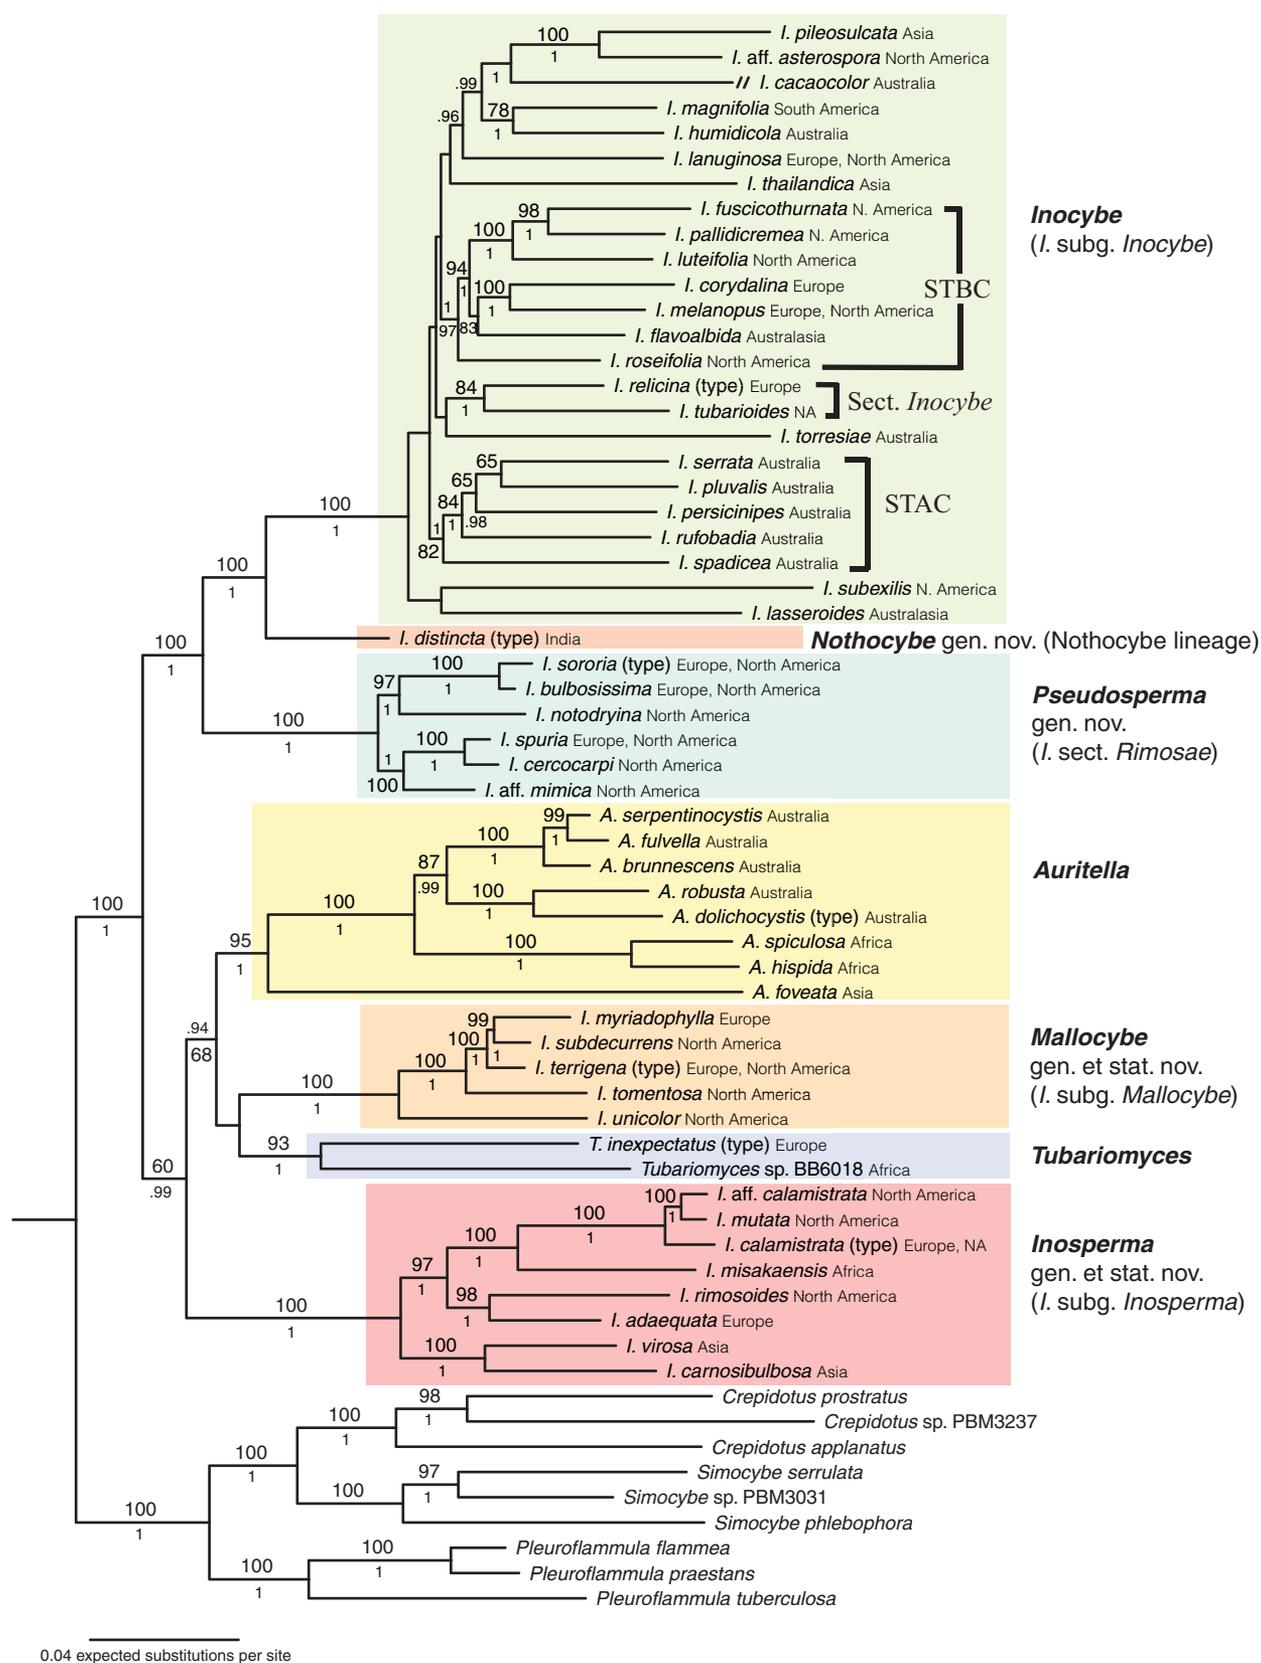 100
I. pileosulcata Asia
1
I. aff. asterospora North America
.99
1
I. cacaocolor Australia
.96
78
I. magnifolia South America
1
I. humidicola Australia
I. lanuginosa Europe, North America
I. thailandica Asia
98
I. fuscicothurnata N. America
Inocybe
(I. subg. Inocybe)
100
1
I. pallidicremea N. America
1
I. luteifolia North America
94
1
100
I. corydalina Europe
STBC
1
1
I. melanopus Europe, North America
97
83
I. flavoalbida Australasia
I. roseifolia North America
84
I. relicina (type) Europe
Sect. Inocybe
1
I. tubarioides NA
I. torresiae Australia
65
I. serrata Australia
65
I. pluvalis Australia
STAC
84
100
1
1
1
.98
I. persicinipes Australia
I. rufobadia Australia
82
I. spadicea Australia
100
1
I. subexilis N. America
I. lasseroides Australasia
I. distincta (type) India
Nothocybe gen. nov. (Nothocybe lineage)
100
1
100
I. sororia (type) Europe, North America
97
1
I. bulbosissima Europe, North America
Pseudosperma
gen. nov.
(I. sect. Rimosae)
1
I. notodryina North America
100
1
100
I. spuria Europe, North America
1
1
I. cercocarpi North America
100
I. aff. mimica North America
99
A. serpentinocystis Australia
100
1
A. fulvella Australia
1
87
A. brunnescens Australia
Auritella
.99
100
A. robusta Australia
100
1
100
1
1
A. dolichocystis (type) Australia
95
1
100
A. spiculosa Africa
1
A. hispida Africa
A. foveata Asia
99
I. myriadophylla Europe
Mallocybe
gen. et stat. nov.
(I. subg. Mallocybe)
.94
68
100
1
1
I. subdecurrens North America
100
1
I. terrigena (type) Europe, North America
100
1
I. tomentosa North America
I. unicolor North America
93
1
T. inexpectatus (type) Europe
Tubariomyces
60
.99
Tubariomyces sp. BB6018 Africa
100
1
I. aff. calamistrata North America
100
1
I. mutata North America
100
1
I. calamistrata (type) Europe, NA
Inosperma
gen. et stat. nov.
(I. subg. Inosperma)
97
1
I. misakaensis Africa
98
1
I. rimosoides North America
100
1
I. adaequata Europe
100
1
I. virosa Asia
I. carnosibulbosa Asia
98
1
Crepidotus prostratus
100
1
Crepidotus sp. PBM3237
100
1
Crepidotus applanatus
97
1
Simocybe serrulata
100
Simocybe sp. PBM3031
100
1
Simocybe phlebophora
100
1
Pleuroflammula flammea
100
1
Pleuroflammula praestans
Pleuroflammula tuberculosa
0.04 expected substitutions per site